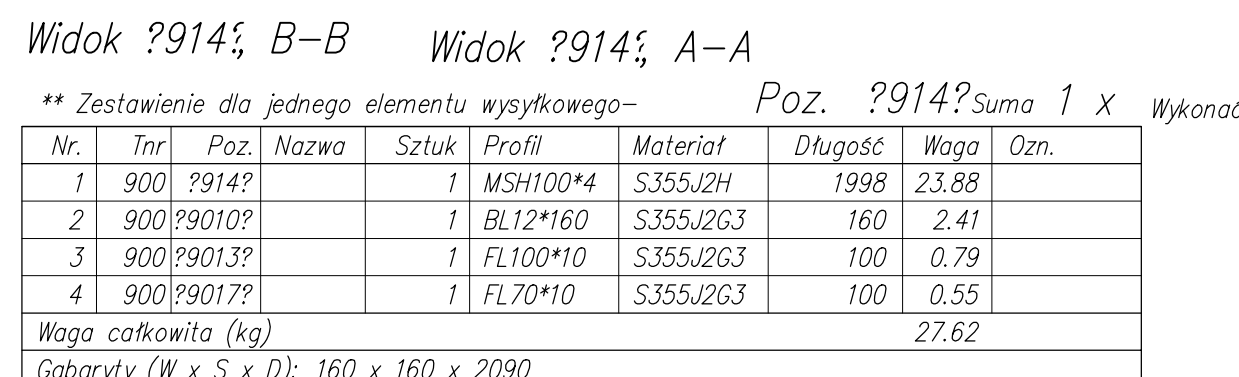 Widok ?914?, B-B Widok ?914?, A-A
** Zestawienie dla jednego elementu wysyłkowego- Poz. ?914? Suma 1 x Wykonać
Nr. Tnr Poz. Nazwa Sztuk Profil Materiał Długość Waga Ozn.
1 900 ?914? 1 MSH100*4 S355J2H 1998 23.88
2 900 ?9010? 1 BL12*160 S355J2G3 160 2.41
3 900 ?9013? 1 FL100*10 S355J2G3 100 0.79
4 900 ?9017? 1 FL70*10 S355J2G3 100 0.55
Waga całkowita (kg) 27.62
Gabaryty (W x S x D): 160 x 160 x 2090